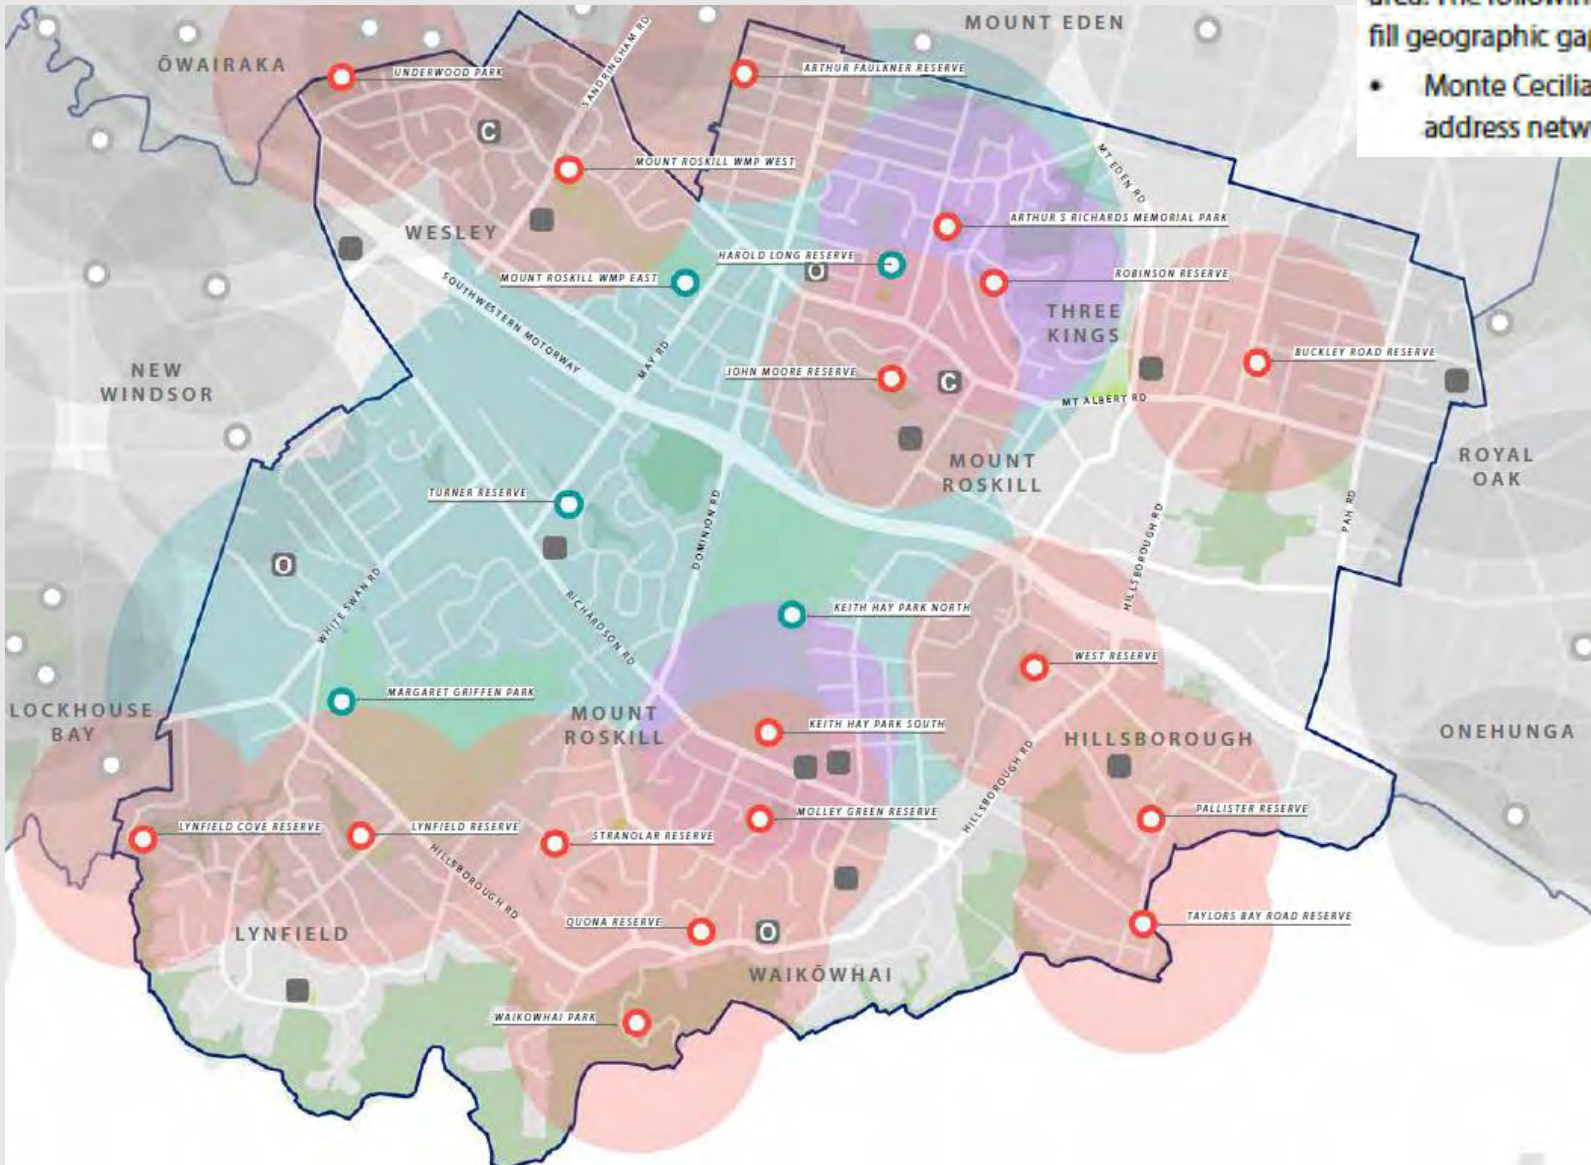 fill geographic gap
• Monte Cecilia
address netw
MOUNT EDEN
ŌWAIRAKA
UNDERWOOD PARK
SANDRINGHAM RD
ARTHUR FAULKNER RESERVE
C
MOUNT ROSKILL WMP WEST
MT EDEN RD
WESLEY
ARTHUR S RICHARDS MEMORIAL PARK
HAROLD LONG RESERVE
O
MOUNT ROSKILL WMP EAST
ROBINSON RESERVE
SOUTHWESTERN MOTORWAY
THREE
KINGS
MAY RD
BUCKLEY ROAD RESERVE
NEW
WINDSOR
JOHN MOORE RESERVE
C
MT ALBERT RD
MOUNT
ROSKILL
ROYAL
OAK
TURNER RESERVE
DOMINION RD
PAH RD
HILLSBOROUGH RD
O
WHITE SWAN RD
RICHARDSON RD
KEITH HAY PARK NORTH
WEST RESERVE
MARGARET GRIFFEN PARK
LOCKHOUSE
BAY
MOUNT
ROSKILL
KEITH HAY PARK SOUTH
HILLSBOROUGH
ONEHUNGA
HILLSBOROUGH RD
LYNFIELD COVE RESERVE
LYNFIELD RESERVE
STRANOLAR RESERVE
MOLLEY GREEN RESERVE
PALLISTER RESERVE
HILLSBOROUGH RD
LYNFIELD
QUONA RESERVE
O
TAYLORS BAY ROAD RESERVE
WAIKŌWHAI
WAIKOWHAI PARK